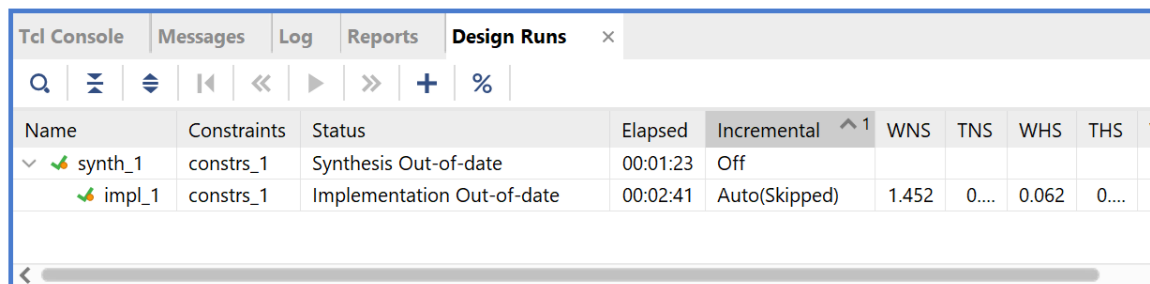 Tcl Console Messages Log Reports Design Runs ×
%
Name Constraints Status Elapsed Incremental 1 WNS TNS WHS THS
synth_1 constrs_1 Synthesis Out-of-date 00:01:23 Off
impl_1 constrs_1 Implementation Out-of-date 00:02:41 Auto(Skipped) 1.452 0.... 0.062 0....